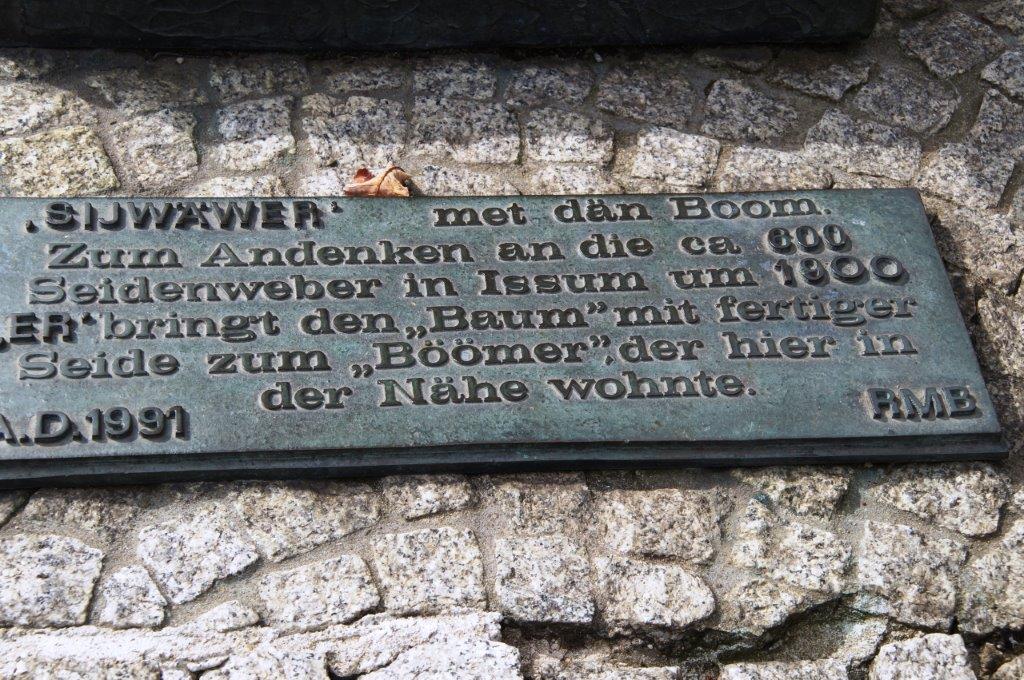 ‚SIJWÄWER‘ met dän Boom.
Zum Andenken an die ca 600
Seidenweber in Issum um 1900
„ER“ bringt den „Baum” mit fertiger
Seide zum „Böömer”, der hier in
der Nähe wohnte.
A.D.1991 RMB